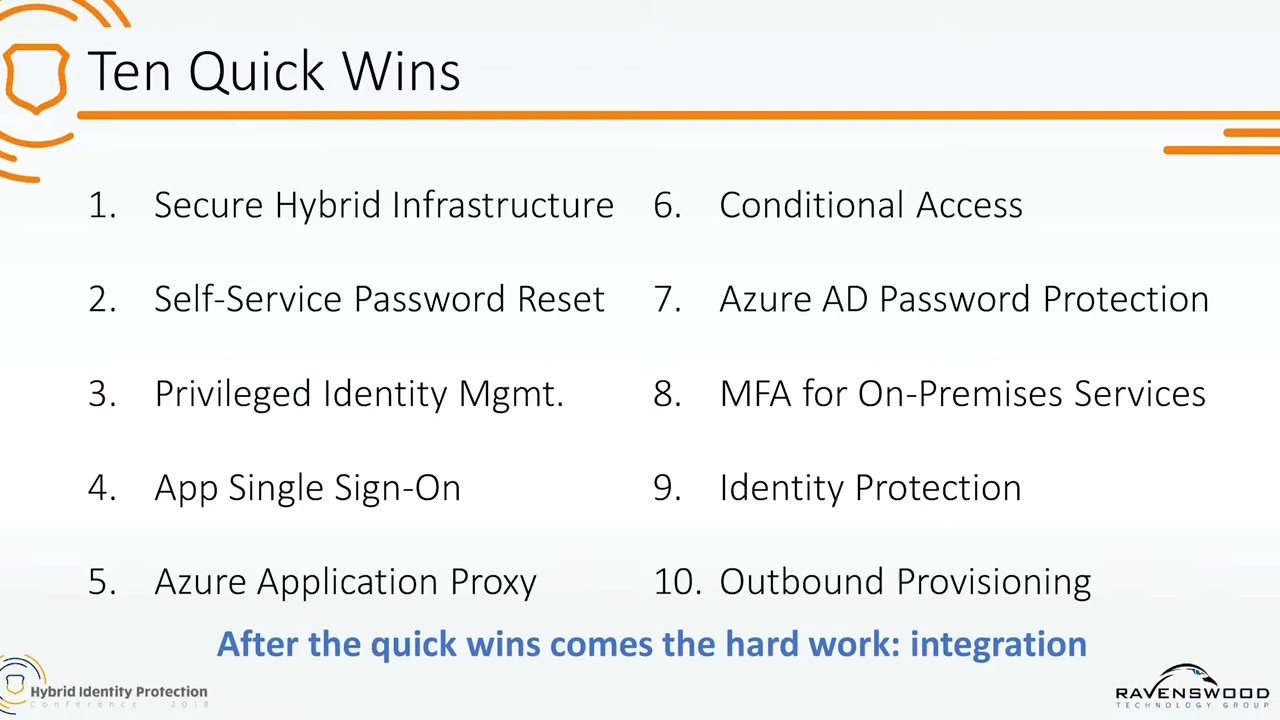 Ten Quick Wins
1. Secure Hybrid Infrastructure
2. Self-Service Password Reset
3. Privileged Identity Mgmt.
4. App Single Sign-On
5. Azure Application Proxy
6. Conditional Access
7. Azure AD Password Protection
8. MFA for On-Premises Services
9. Identity Protection
10. Outbound Provisioning
After the quick wins comes the hard work: integration
Hybrid Identity Protection
Conference 2018
RAVENSWOOD
TECHNOLOGY GROUP